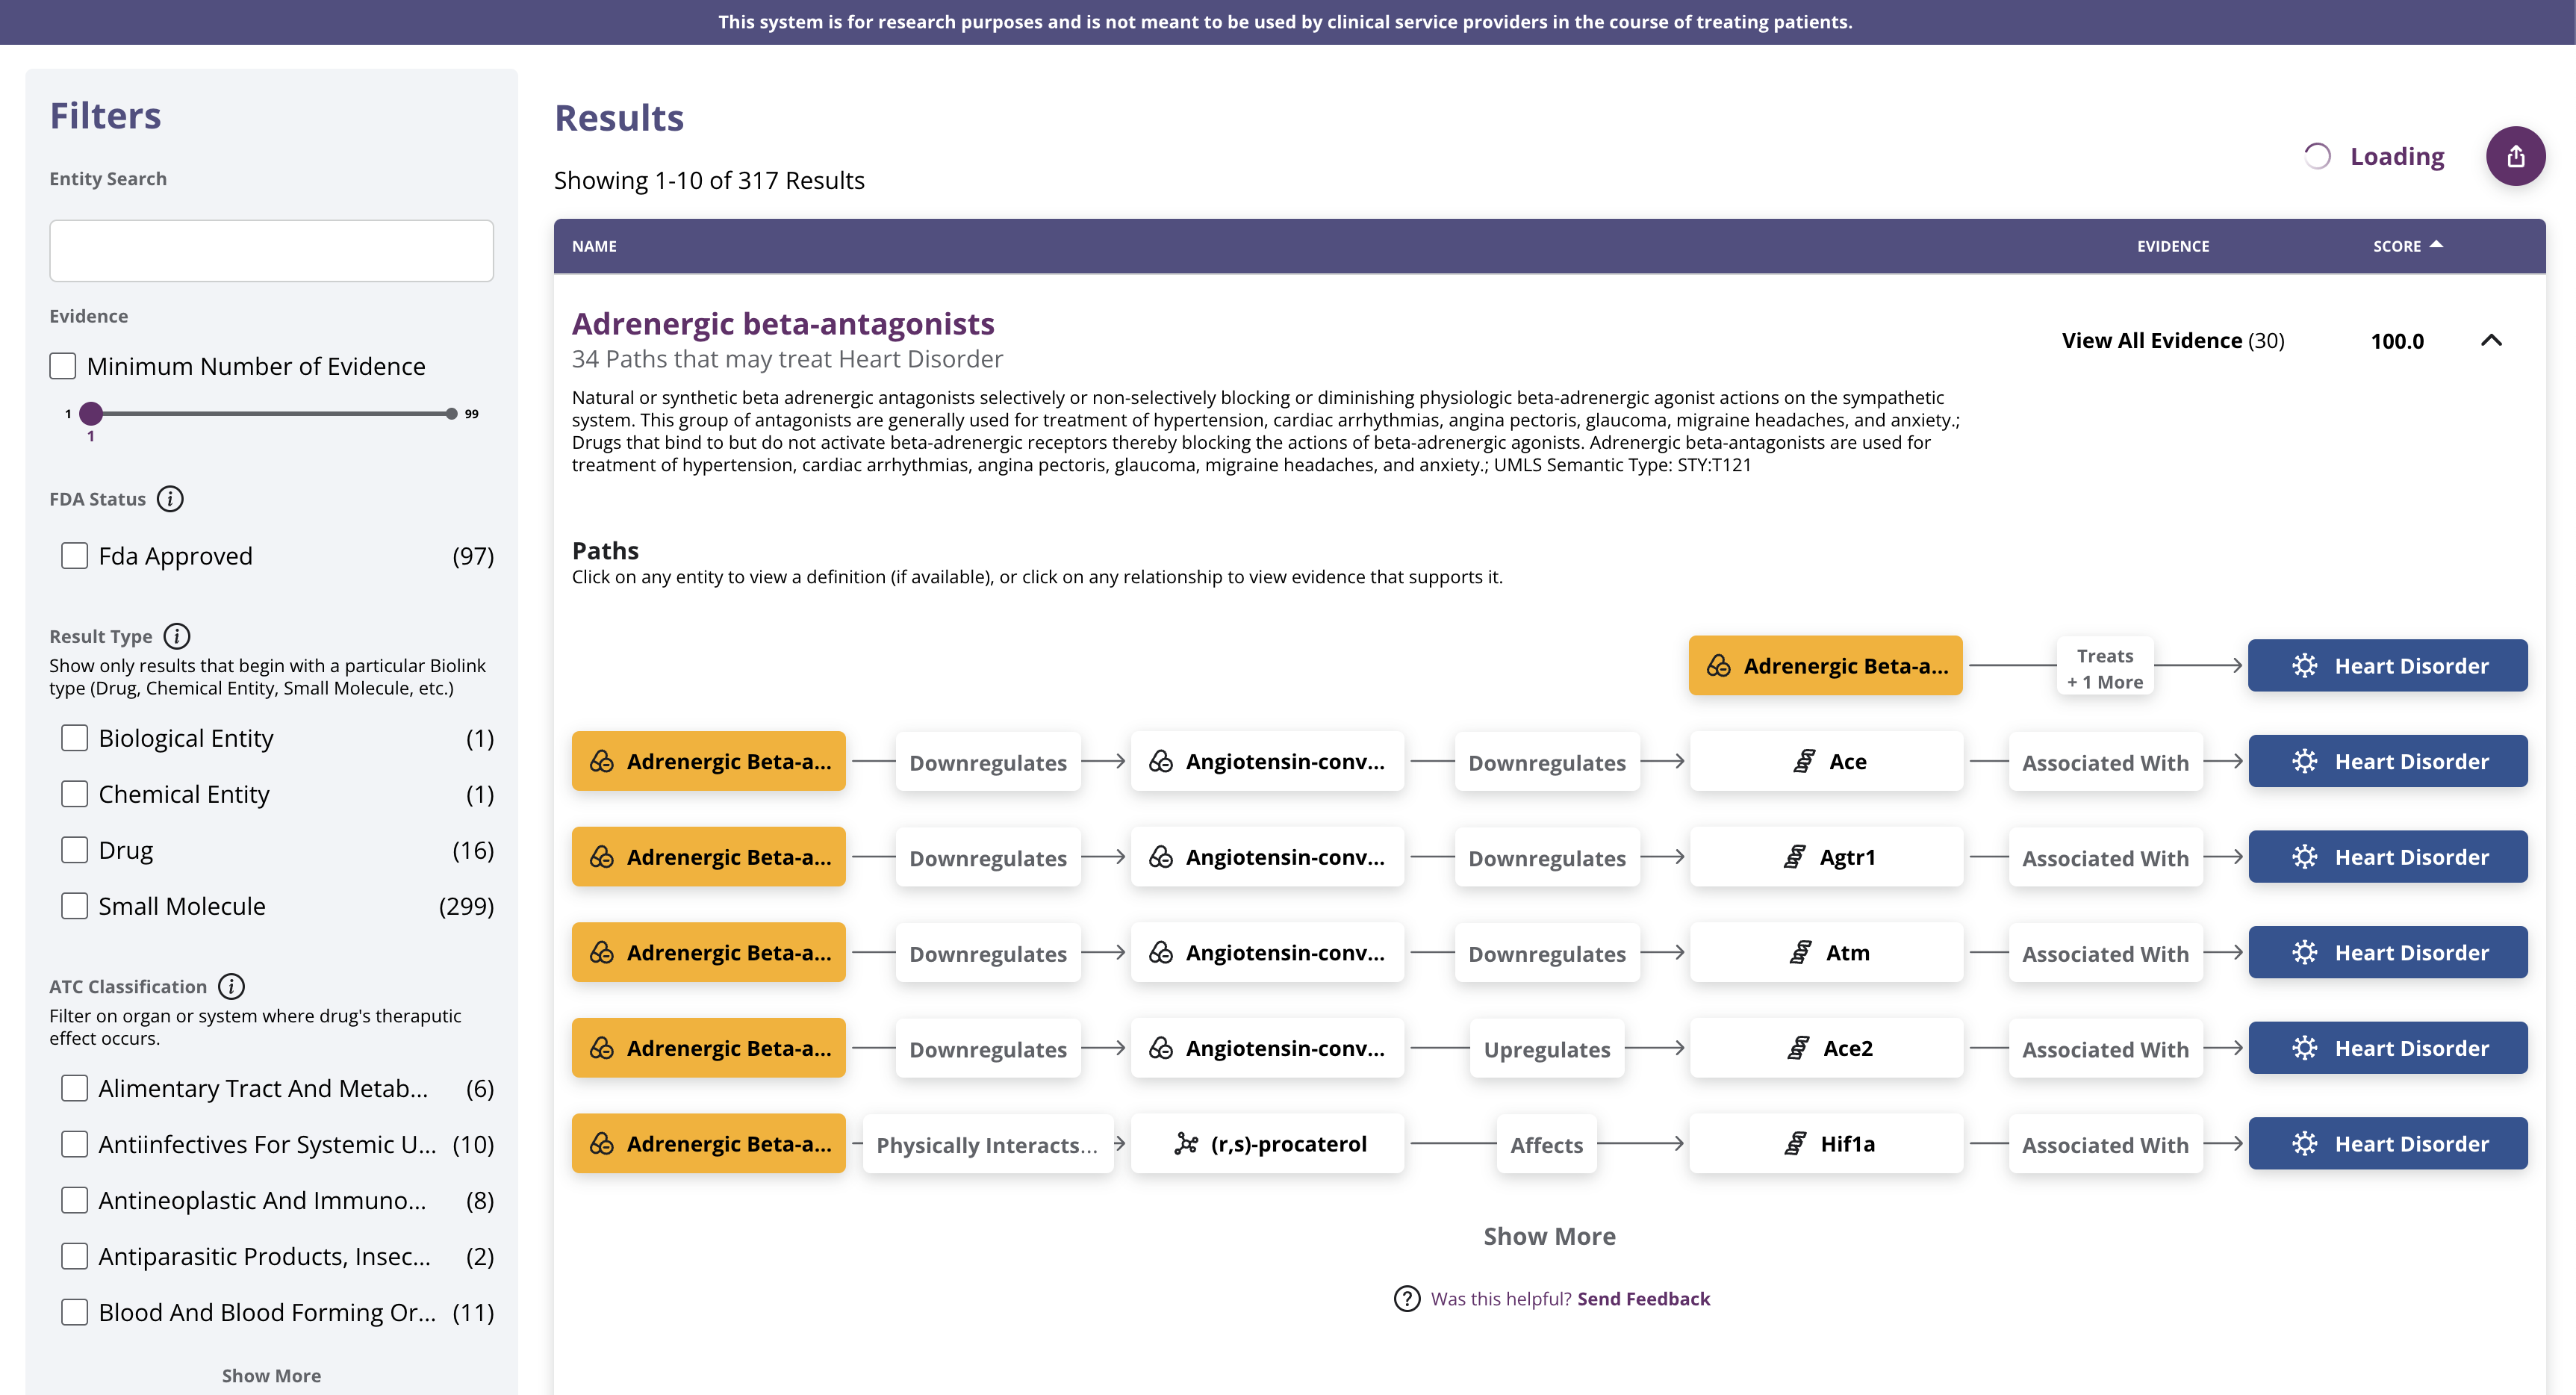 This system is for research purposes and is not meant to be used by clinical service providers in the course of treating patients.
Filters
Entity Search
Evidence
Minimum Number of Evidence
1 99
1
FDA Status i
Fda Approved (97)
Result Type i
Show only results that begin with a particular Biolink
type (Drug, Chemical Entity, Small Molecule, etc.)
Biological Entity (1)
Chemical Entity (1)
Drug (16)
Small Molecule (299)
ATC Classification i
Filter on organ or system where drug's theraputic
effect occurs.
Alimentary Tract And Metab... (6)
Antiinfectives For Systemic U... (10)
Antineoplastic And Immuno... (8)
Antiparasitic Products, Insec... (2)
Blood And Blood Forming Or... (11)
Show More
Results
Showing 1-10 of 317 Results
Loading
NAME EVIDENCE SCORE
Adrenergic beta-antagonists
34 Paths that may treat Heart Disorder
View All Evidence (30) 100.0
Natural or synthetic beta adrenergic antagonists selectively or non-selectively blocking or diminishing physiologic beta-adrenergic agonist actions on the sympathetic
system. This group of antagonists are generally used for treatment of hypertension, cardiac arrhythmias, angina pectoris, glaucoma, migraine headaches, and anxiety.;
Drugs that bind to but do not activate beta-adrenergic receptors thereby blocking the actions of beta-adrenergic agonists. Adrenergic beta-antagonists are used for
treatment of hypertension, cardiac arrhythmias, angina pectoris, glaucoma, migraine headaches, and anxiety.; UMLS Semantic Type: STY:T121
Paths
Click on any entity to view a definition (if available), or click on any relationship to view evidence that supports it.
Adrenergic Beta-a... Treats + 1 More Heart Disorder
Adrenergic Beta-a... Downregulates Angiotensin-conv... Downregulates Ace Associated With Heart Disorder
Adrenergic Beta-a... Downregulates Angiotensin-conv... Downregulates Agtr1 Associated With Heart Disorder
Adrenergic Beta-a... Downregulates Angiotensin-conv... Downregulates Atm Associated With Heart Disorder
Adrenergic Beta-a... Downregulates Angiotensin-conv... Upregulates Ace2 Associated With Heart Disorder
Adrenergic Beta-a... Physically Interacts... (r,s)-procaterol Affects Hif1a Associated With Heart Disorder
Show More
? Was this helpful? Send Feedback